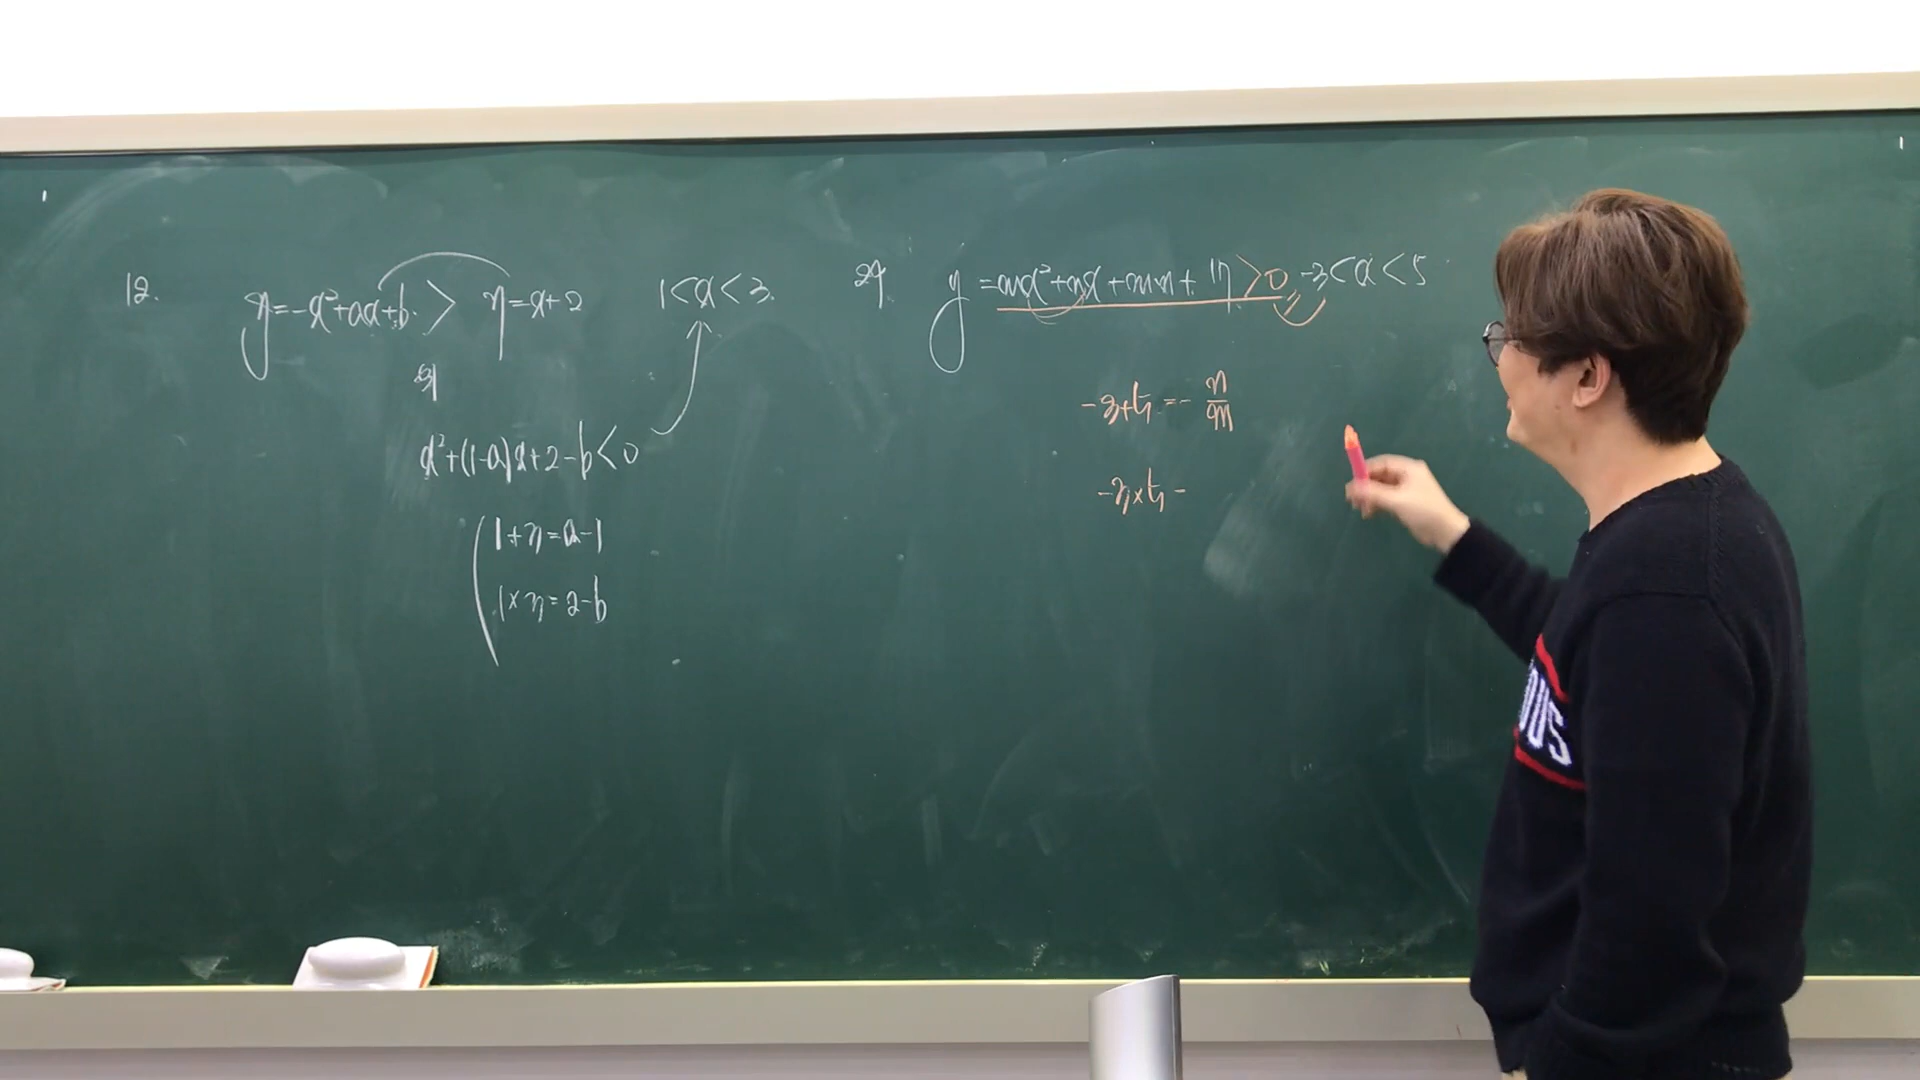 12.
y=-x²+ax+b > y=x+2
1<x<3.
x²+(1-a)x+2-b<0
1+3=a-1
1×3=2-b
29.
y=mx²+nx+m+n+17>0 -3<x<5
-3+5=-n/m
-3×5=
OUS